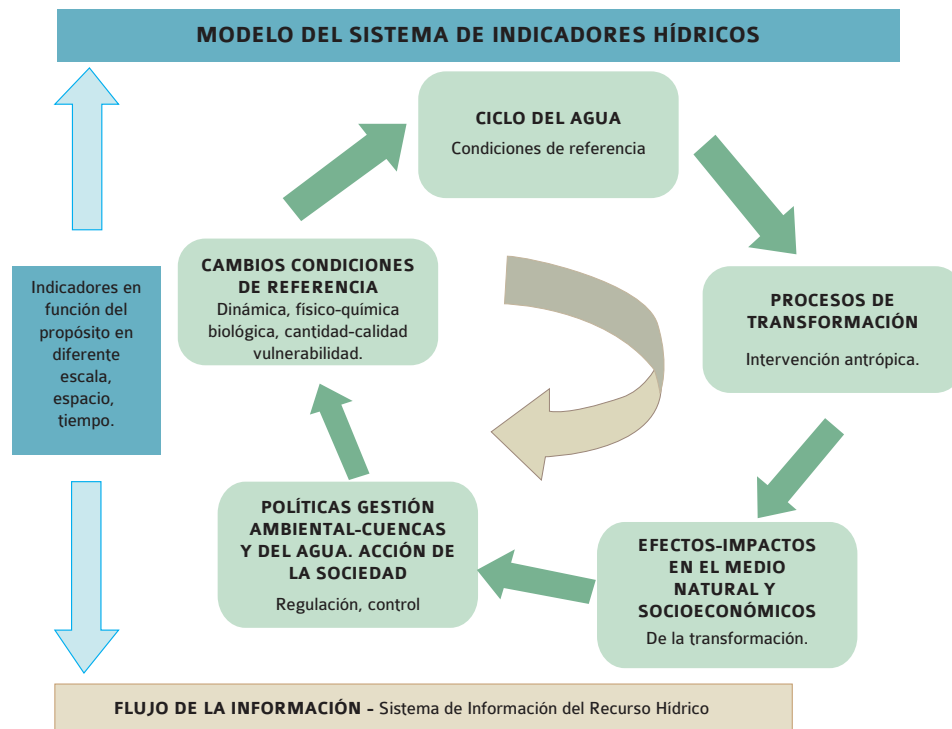 MODELO DEL SISTEMA DE INDICADORES HÍDRICOS
CICLO DEL AGUA
Condiciones de referencia
CAMBIOS CONDICIONES
DE REFERENCIA
Dinámica, físico-química
biológica, cantidad-calidad
vulnerabilidad.
Indicadores en
función del
propósito en
diferente
escala,
espacio,
tiempo.
PROCESOS DE
TRANSFORMACIÓN
Intervención antrópica.
POLÍTICAS GESTIÓN
AMBIENTAL-CUENCAS
Y DEL AGUA. ACCIÓN DE
LA SOCIEDAD
Regulación, control
EFECTOS-IMPACTOS
EN EL MEDIO
NATURAL Y
SOCIOECONÓMICOS
De la transformación.
FLUJO DE LA INFORMACIÓN - Sistema de Información del Recurso Hídrico